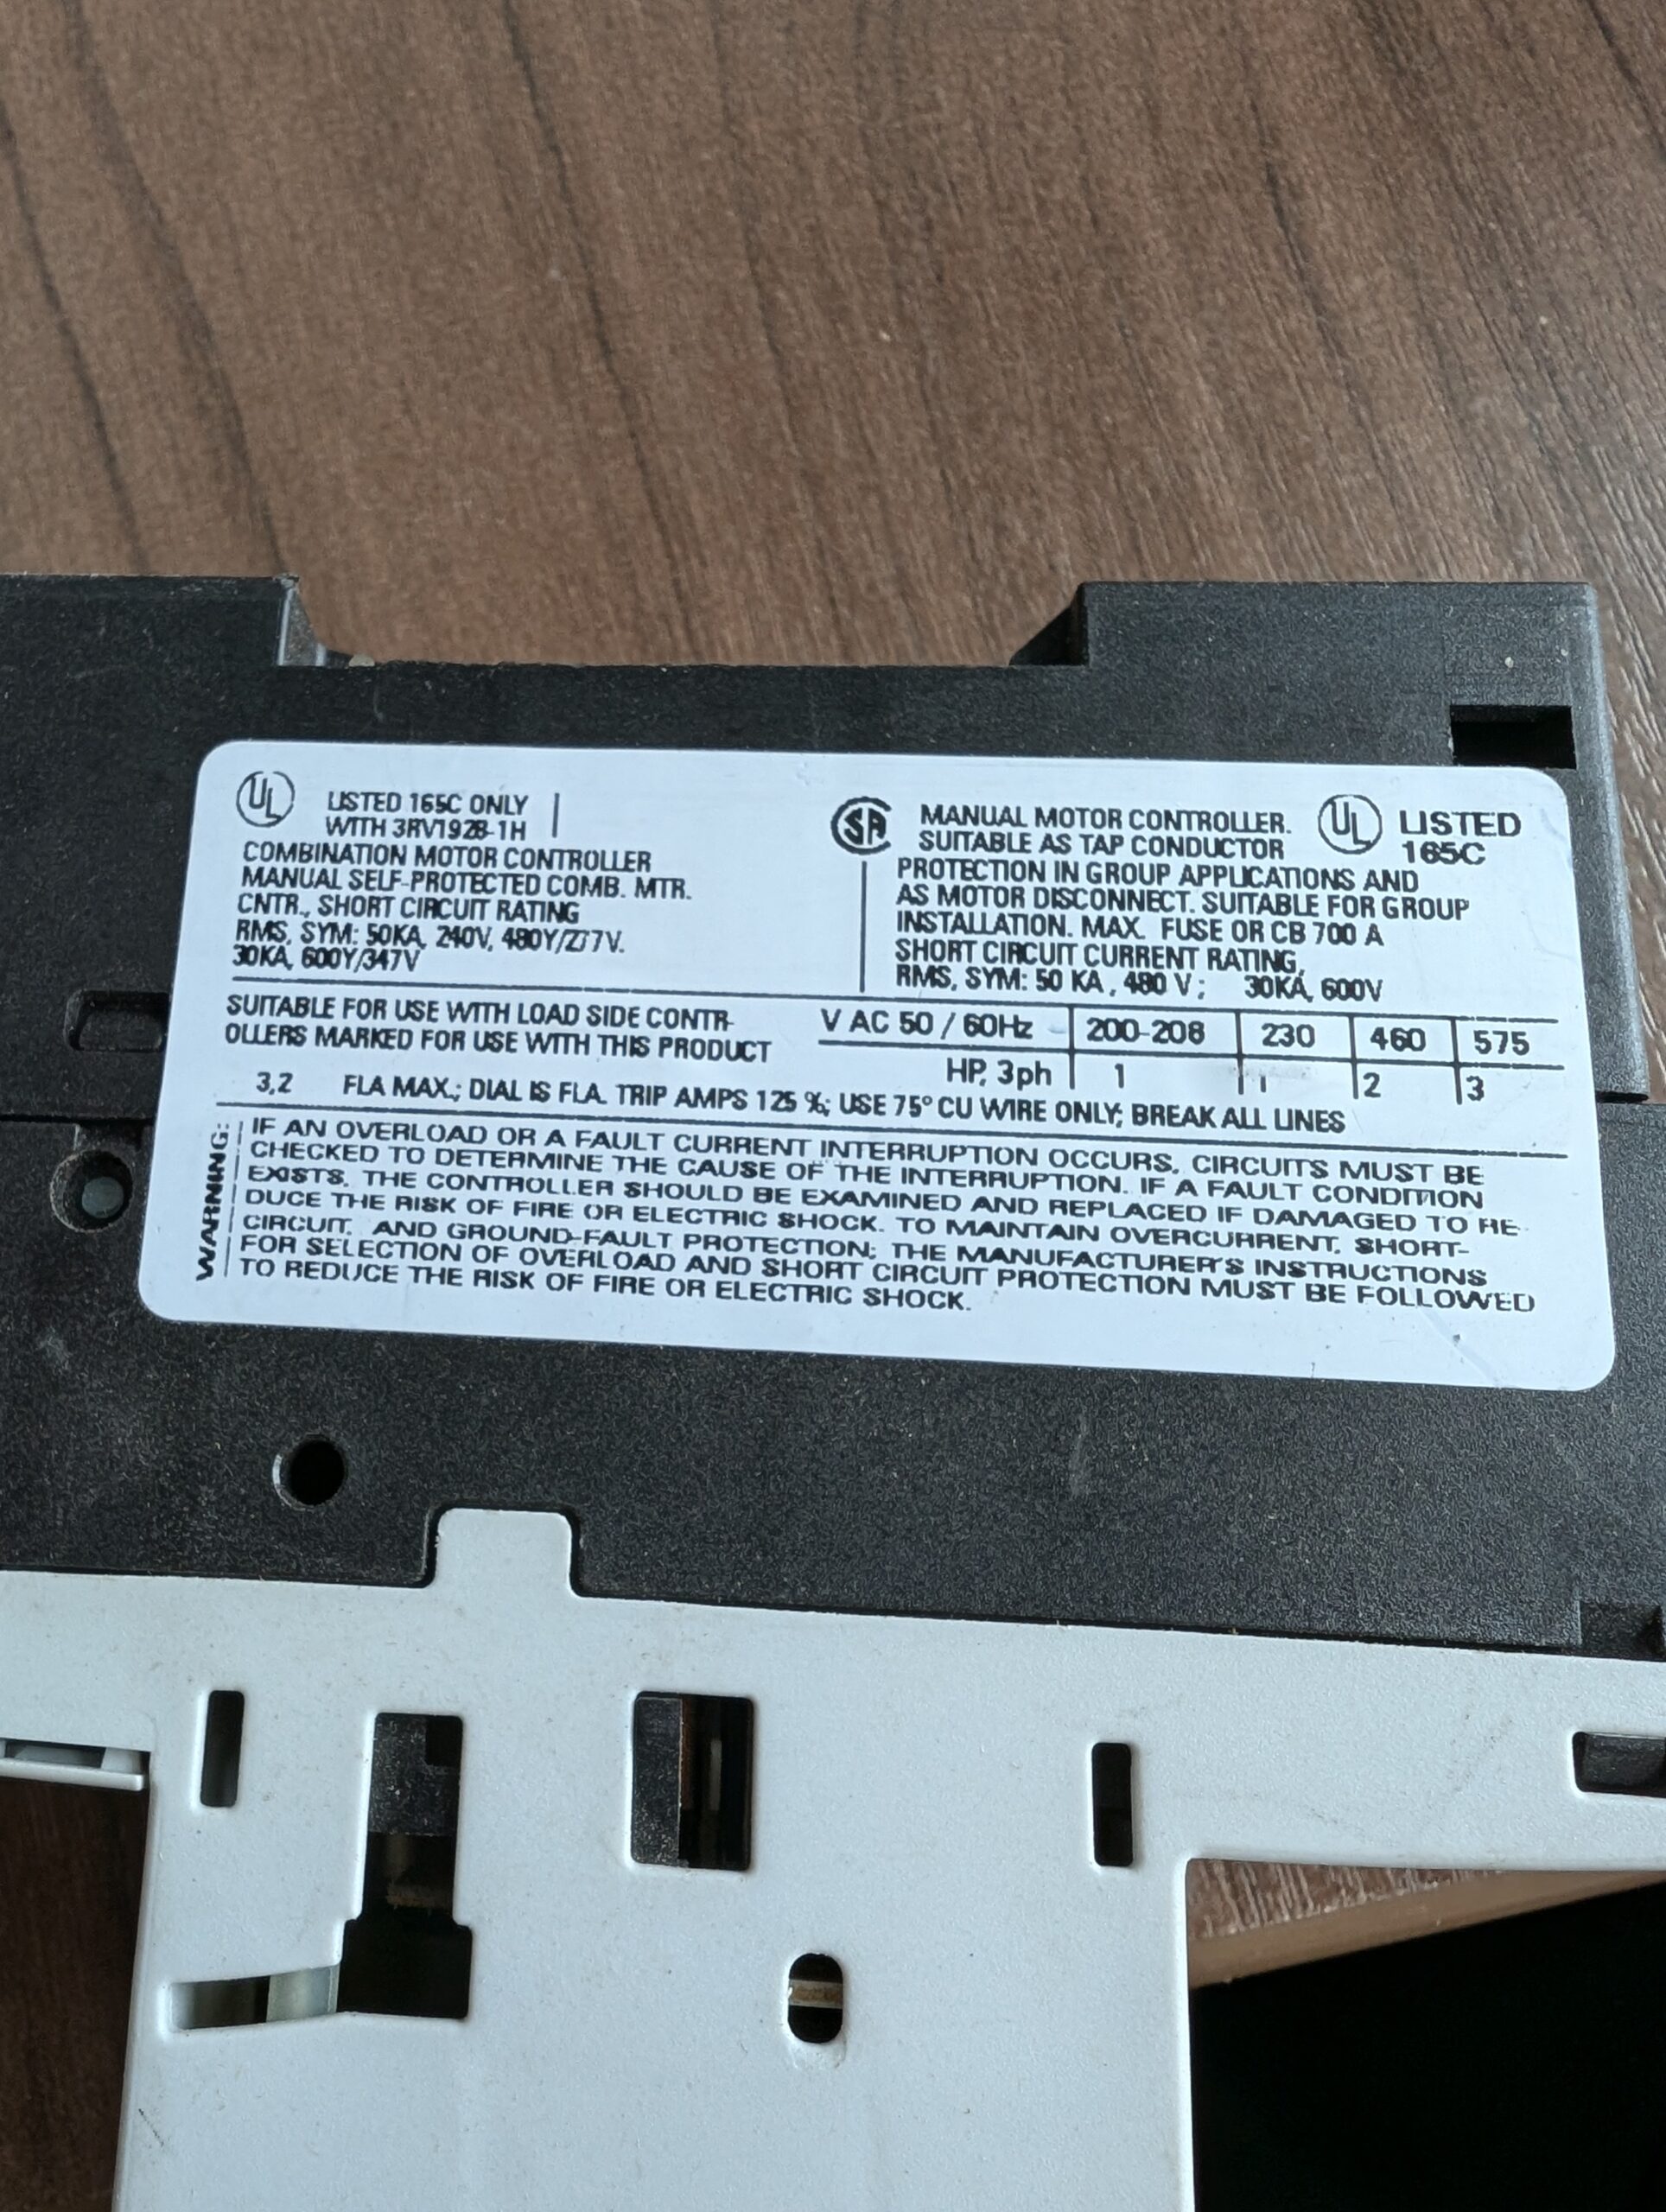 UL LISTED 165C ONLY
WITH 3RV1928-1H
COMBINATION MOTOR CONTROLLER
MANUAL SELF-PROTECTED COMB. MTR.
CNTR., SHORT CIRCUIT RATING
RMS, SYM: 50KA, 240V, 480Y/277V.
30KA, 600Y/347V
SA MANUAL MOTOR CONTROLLER. UL LISTED
SUITABLE AS TAP CONDUCTOR 165C
PROTECTION IN GROUP APPLICATIONS AND
AS MOTOR DISCONNECT. SUITABLE FOR GROUP
INSTALLATION. MAX. FUSE OR CB 700 A
SHORT CIRCUIT CURRENT RATING,
RMS, SYM: 50 KA, 480 V; 30KA, 600V
SUITABLE FOR USE WITH LOAD SIDE CONTR-
OLLERS MARKED FOR USE WITH THIS PRODUCT
V AC 50 / 60Hz 200-208 230 460 575
HP, 3ph 1 1 2 3
3,2 FLA MAX.; DIAL IS FLA. TRIP AMPS 125 %; USE 75° CU WIRE ONLY; BREAK ALL LINES
WARNING:
IF AN OVERLOAD OR A FAULT CURRENT INTERRUPTION OCCURS, CIRCUITS MUST BE
CHECKED TO DETERMINE THE CAUSE OF THE INTERRUPTION. IF A FAULT CONDITION
EXISTS, THE CONTROLLER SHOULD BE EXAMINED AND REPLACED IF DAMAGED TO RE-
DUCE THE RISK OF FIRE OR ELECTRIC SHOCK. TO MAINTAIN OVERCURRENT, SHORT-
CIRCUIT, AND GROUND-FAULT PROTECTION; THE MANUFACTURER'S INSTRUCTIONS
FOR SELECTION OF OVERLOAD AND SHORT CIRCUIT PROTECTION MUST BE FOLLOWED
TO REDUCE THE RISK OF FIRE OR ELECTRIC SHOCK.